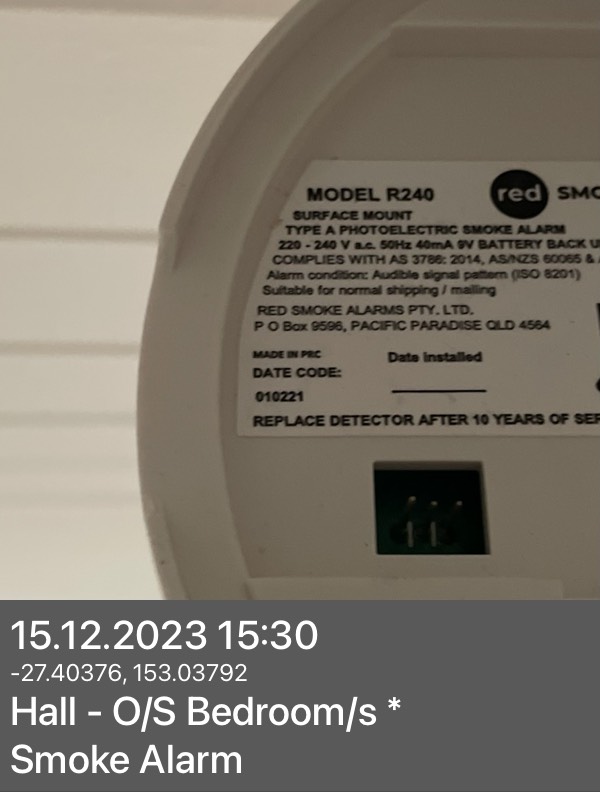 MODEL R240
red SMO
SURFACE MOUNT
TYPE A PHOTOELECTRIC SMOKE ALARM
220 - 240 V a.c. 50Hz 40mA 9V BATTERY BACK U
COMPLIES WITH AS 3786: 2014, AS/NZS 60065 &
Alarm condition: Audible signal pattern (ISO 8201)
Suitable for normal shipping / mailing
RED SMOKE ALARMS PTY. LTD.
P O Box 9596, PACIFIC PARADISE QLD 4564
MADE IN PRC
Date installed
DATE CODE:
010221
REPLACE DETECTOR AFTER 10 YEARS OF SER
15.12.2023 15:30
-27.40376, 153.03792
Hall - O/S Bedroom/s *
Smoke Alarm